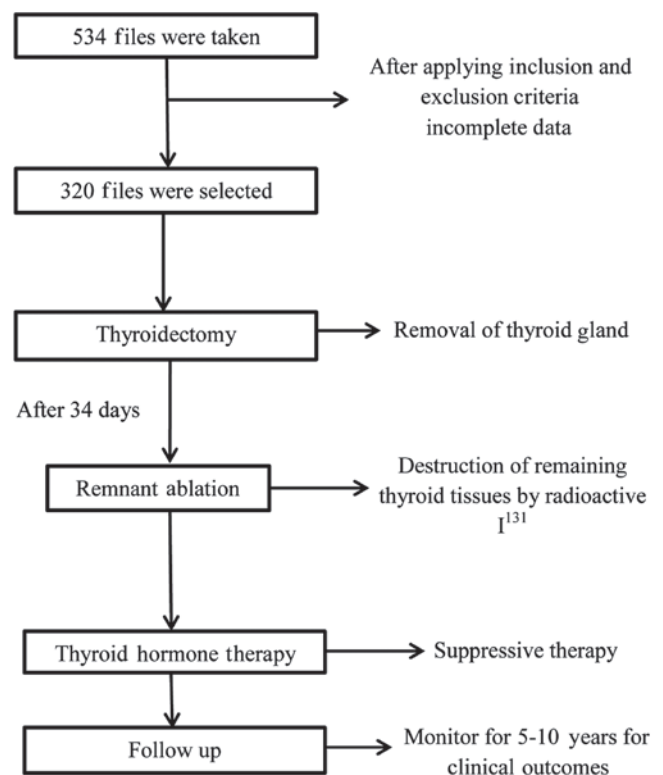 534 files were taken
After applying inclusion and
exclusion criteria
incomplete data
320 files were selected
Thyroidectomy
Removal of thyroid gland
After 34 days
Remnant ablation
Destruction of remaining
thyroid tissues by radioactive
I¹³¹
Thyroid hormone therapy
Suppressive therapy
Follow up
Monitor for 5-10 years for
clinical outcomes